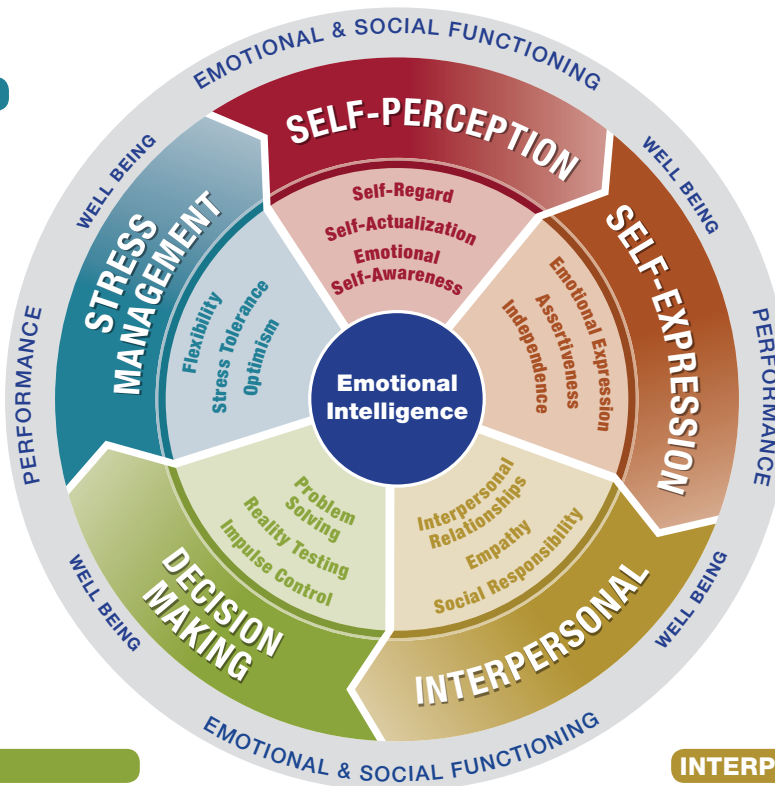 EMOTIONAL & SOCIAL FUNCTIONING
WELL BEING
WELL BEING
PERFORMANCE
PERFORMANCE
SELF-PERCEPTION
Self-Regard
Self-Actualization
Emotional
Self-Awareness
SELF-EXPRESSION
Emotional Expression
Assertiveness
Independence
STRESS
MANAGEMENT
Flexibility
Stress Tolerance
Optimism
Emotional
Intelligence
INTERPERSONAL
Interpersonal
Relationships
Empathy
Social Responsibility
DECISION
MAKING
Problem
Solving
Reality Testing
Impulse Control
WELL BEING
WELL BEING
EMOTIONAL & SOCIAL FUNCTIONING
INTERP